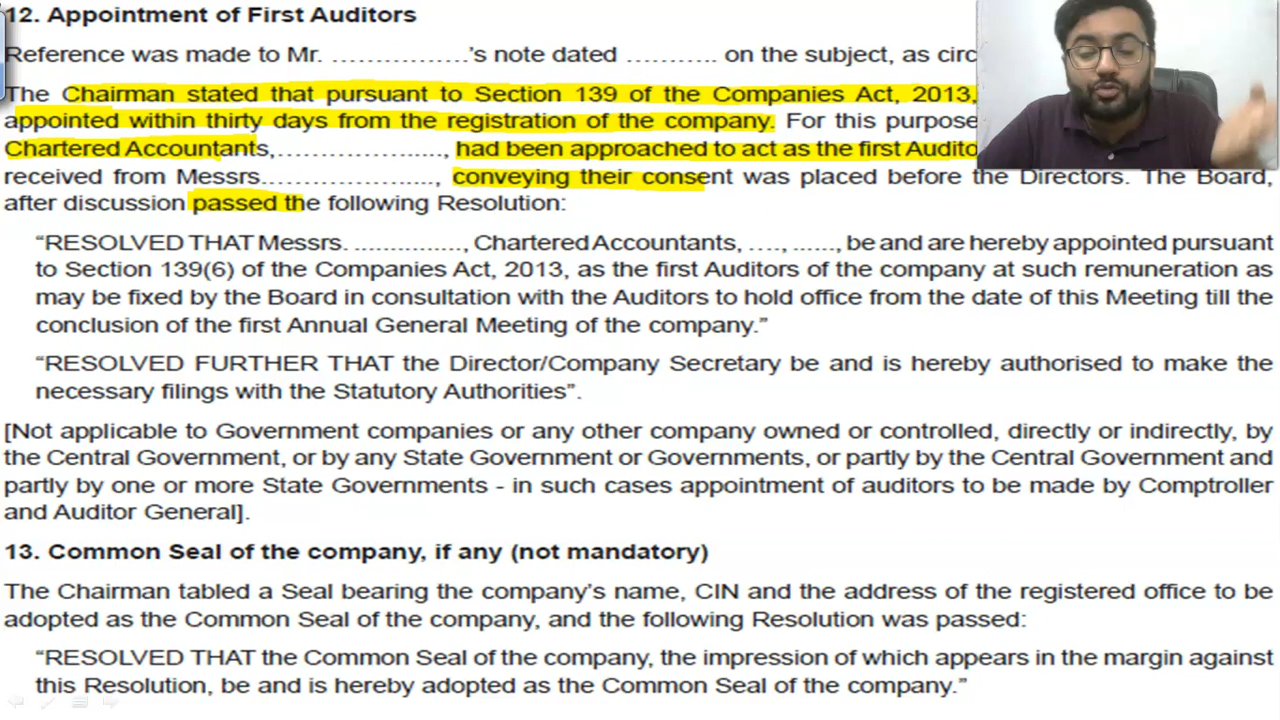 12. Appointment of First Auditors
Reference was made to Mr. ……………..’s note dated ………. on the subject, as circ
The Chairman stated that pursuant to Section 139 of the Companies Act, 2013,
appointed within thirty days from the registration of the company. For this purpose
Chartered Accountants,………………....., had been approached to act as the first Audito
received from Messrs……………….…, conveying their consent was placed before the Directors. The Board,
after discussion passed the following Resolution:
“RESOLVED THAT Messrs. ..............., Chartered Accountants, …., ......, be and are hereby appointed pursuant
to Section 139(6) of the Companies Act, 2013, as the first Auditors of the company at such remuneration as
may be fixed by the Board in consultation with the Auditors to hold office from the date of this Meeting till the
conclusion of the first Annual General Meeting of the company.”
“RESOLVED FURTHER THAT the Director/Company Secretary be and is hereby authorised to make the
necessary filings with the Statutory Authorities”.
[Not applicable to Government companies or any other company owned or controlled, directly or indirectly, by
the Central Government, or by any State Government or Governments, or partly by the Central Government and
partly by one or more State Governments - in such cases appointment of auditors to be made by Comptroller
and Auditor General].
13. Common Seal of the company, if any (not mandatory)
The Chairman tabled a Seal bearing the company’s name, CIN and the address of the registered office to be
adopted as the Common Seal of the company, and the following Resolution was passed:
“RESOLVED THAT the Common Seal of the company, the impression of which appears in the margin against
this Resolution, be and is hereby adopted as the Common Seal of the company.”